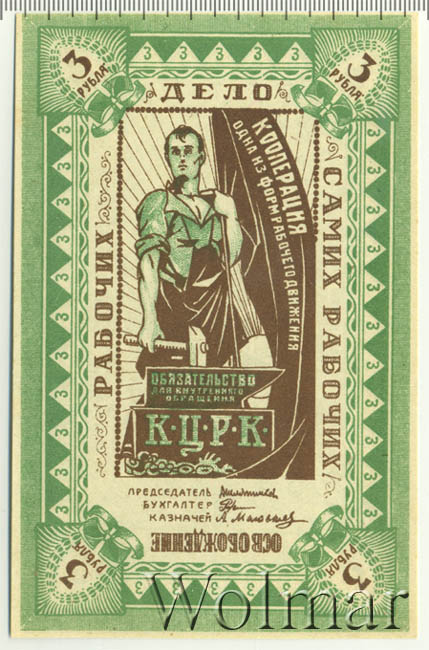 3 РУБЛЯ
3 РУБЛЯ
ОСВОБОЖДЕНИЕ
РАБОЧИХ
ДЕЛО
САМИХ РАБОЧИХ
КООПЕРАЦИЯ
ОДНА ИЗ ФОРМ РАБОЧЕГО ДВИЖЕНИЯ
ОБЯЗАТЕЛЬСТВО
ДЛЯ ВНУТРЕННЕГО
ОБРАЩЕНИЯ
К·Ц·Р·К·
ПРЕДСЕДАТЕЛЬ
БУХГАЛТЕР
КАЗНАЧЕЙ
3 РУБЛЯ
3 РУБЛЯ
Wolmar